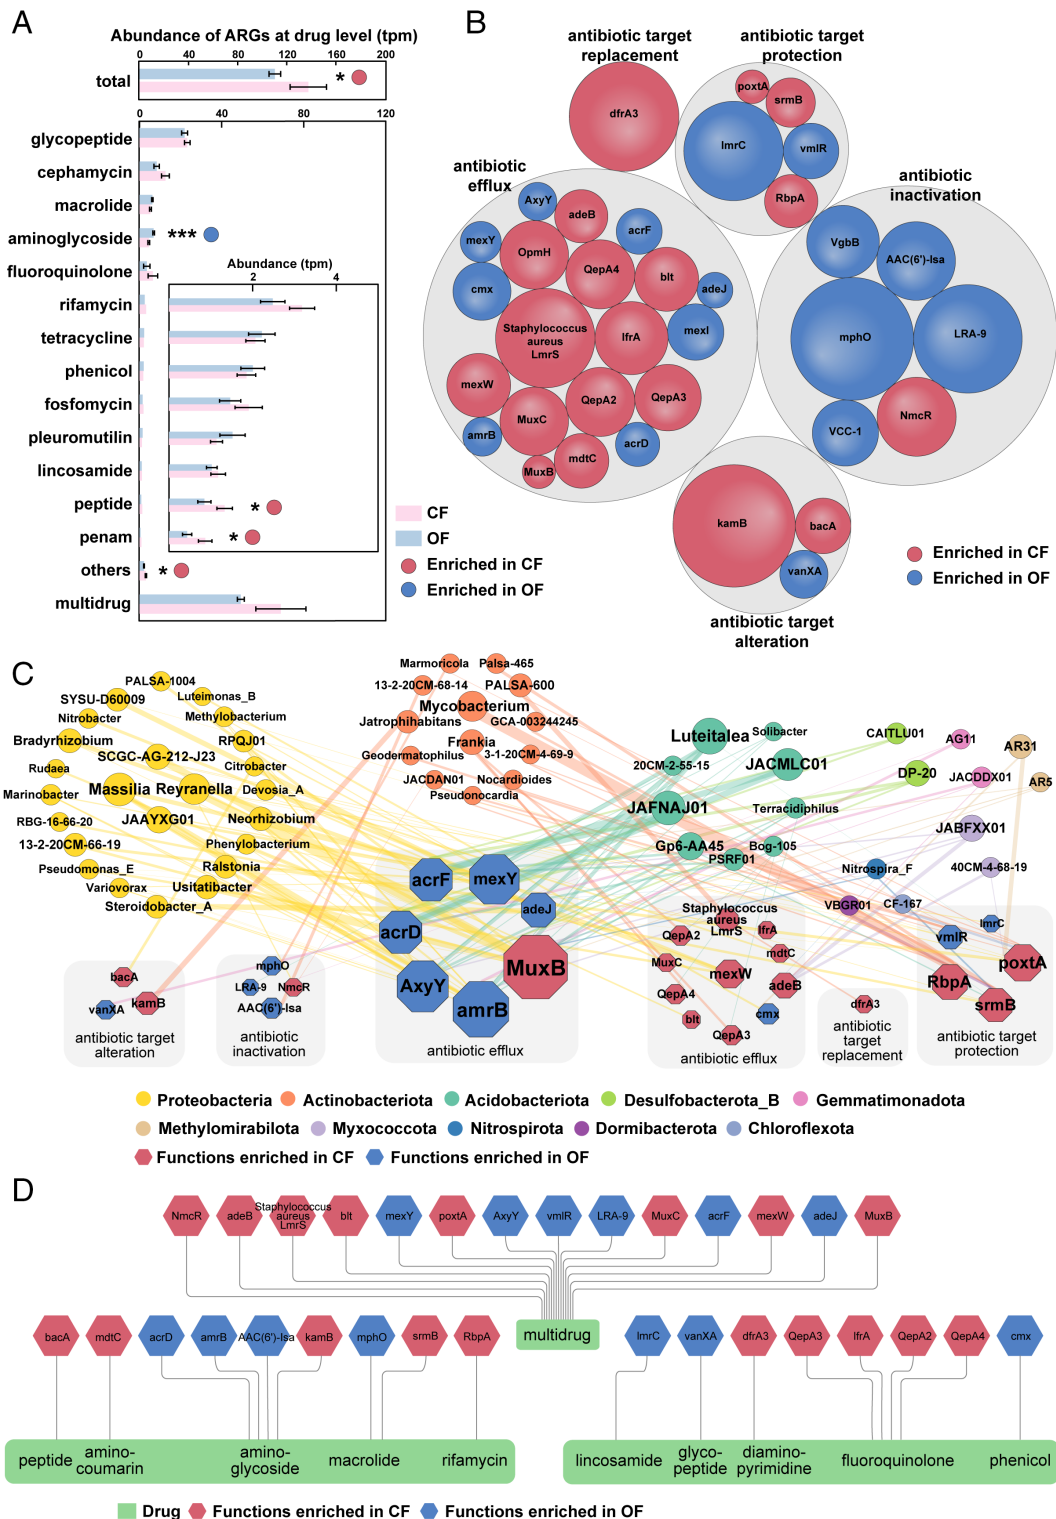 A
Abundance of ARGs at drug level (tpm)
0 40 80 120 160 200
total
*
0 40 80 120
glycopeptide
cephamycin
macrolide
aminoglycoside
***
fluoroquinolone
Abundance (tpm)
2 4
rifamycin
tetracycline
phenicol
fosfomycin
pleuromutilin
lincosamide
peptide
*
penam
*
others
*
multidrug
CF
OF
Enriched in CF
Enriched in OF
B
antibiotic target
replacement
antibiotic target
protection
dfrA3
poxtA
srmB
lmrC
vmlR
RbpA
antibiotic
efflux
AxyY
adeB
mexY
acrF
OpmH
QepA4
blt
cmx
adeJ
Staphylococcus
aureus
LmrS
lfrA
mexI
mexW
QepA2
QepA3
MuxC
amrB
acrD
mdtC
MuxB
antibiotic
inactivation
VgbB
AAC(6')-Isa
mphO
LRA-9
NmcR
VCC-1
kamB
bacA
vanXA
antibiotic target
alteration
Enriched in CF
Enriched in OF
C
PALSA-1004
SYSU-D60009
Luteimonas_B
Nitrobacter
Methylobacterium
Bradyrhizobium
RPQJ01
SCGC-AG-212-J23
Rudaea
Citrobacter
Massilia
Reyranella
Devosia_A
Marinobacter
RBG-16-66-20
JAAYXG01
Neorhizobium
13-2-20CM-66-19
Phenylobacterium
Pseudomonas_E
Ralstonia
Variovorax
Usitatibacter
Steroidobacter_A
Marmoricola
Palsa-465
13-2-20CM-68-14
PALSA-600
Mycobacterium
Jatrophihabitans
GCA-003244245
Frankia
Geodermatophilus
3-1-20CM-4-69-9
JACDAN01
Nocardioides
Pseudonocardia
Luteitalea
Solibacter
20CM-2-55-15
JACMLC01
JAFNAJ01
Terracidiphilus
Gp6-AA45
Bog-105
PSRF01
CAITLU01
AG11
AR31
DP-20
JACDDX01
AR5
JABFXX01
Nitrospira_F
40CM-4-68-19
VBGR01
CF-167
acrF
mexY
adeJ
acrD
MuxB
AxyY
amrB
antibiotic efflux
bacA
vanXA
kamB
antibiotic target
alteration
mphO
LRA-9
NmcR
AAC(6')-Isa
antibiotic
inactivation
Staphylococcus
aureus
LmrS
lfrA
QepA2
mdtC
MuxC
mexW
adeB
QepA4
cmx
blt
QepA3
antibiotic efflux
dfrA3
antibiotic
target
replacement
lmrC
vmlR
poxtA
RbpA
srmB
antibiotic target
protection
Proteobacteria
Actinobacteriota
Acidobacteriota
Desulfobacterota_B
Gemmatimonadota
Methylomirabilota
Myxococcota
Nitrospirota
Dormibacterota
Chloroflexota
Functions enriched in CF
Functions enriched in OF
D
NmcR
adeB
Staphylococcus
aureus
LmrS
blt
mexY
poxtA
AxyY
vmlR
LRA-9
MuxC
acrF
mexW
adeJ
MuxB
bacA
mdtC
acrD
amrB
AAC(6')-Isa
kamB
mphO
srmB
RbpA
multidrug
lmrC
vanXA
dfrA3
QepA3
lfrA
QepA2
QepA4
cmx
peptide
amino-
coumarin
amino-
glycoside
macrolide
rifamycin
lincosamide
glyco-
peptide
diamino-
pyrimidine
fluoroquinolone
phenicol
Drug
Functions enriched in CF
Functions enriched in OF